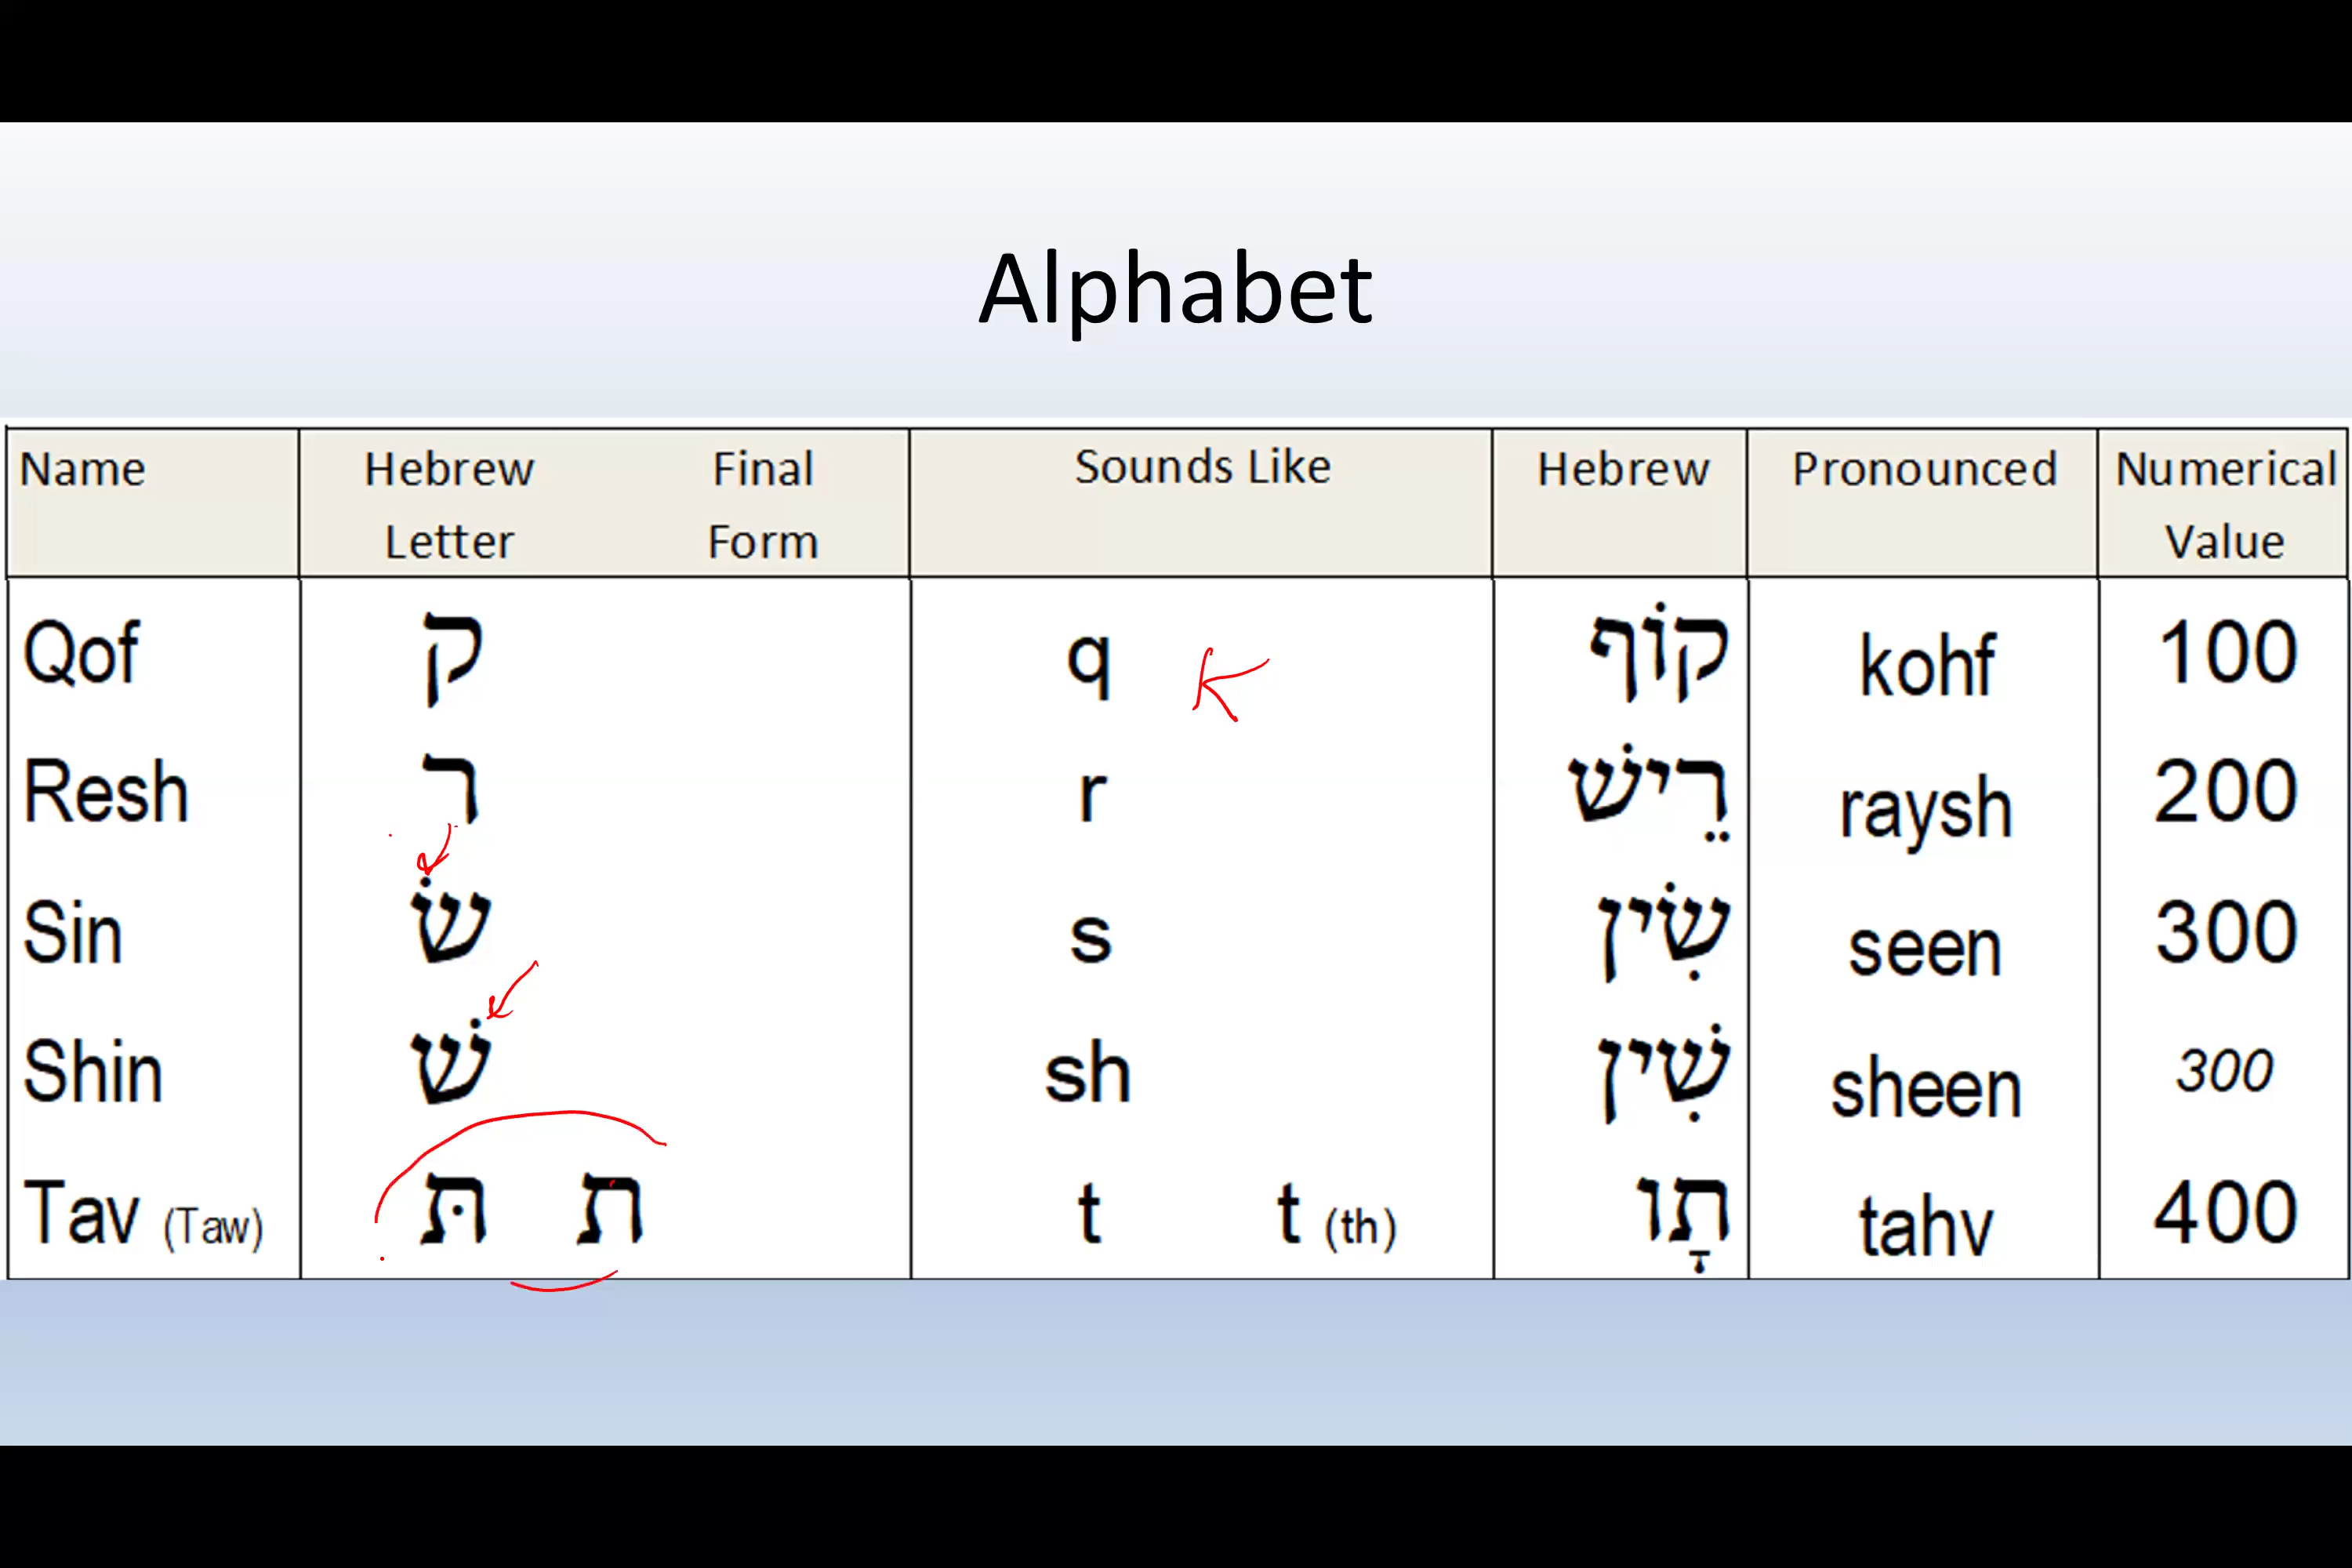 Alphabet
Name Hebrew Letter Final Form Sounds Like Hebrew Pronounced Numerical Value
Qof ק q K קוֹף kohf 100
Resh ר r רֵישׁ raysh 200
Sin שׂ s שִׂין seen 300
Shin שׁ sh שִׁין sheen 300
Tav (Taw) תּ ת t t (th) תָו tahv 400